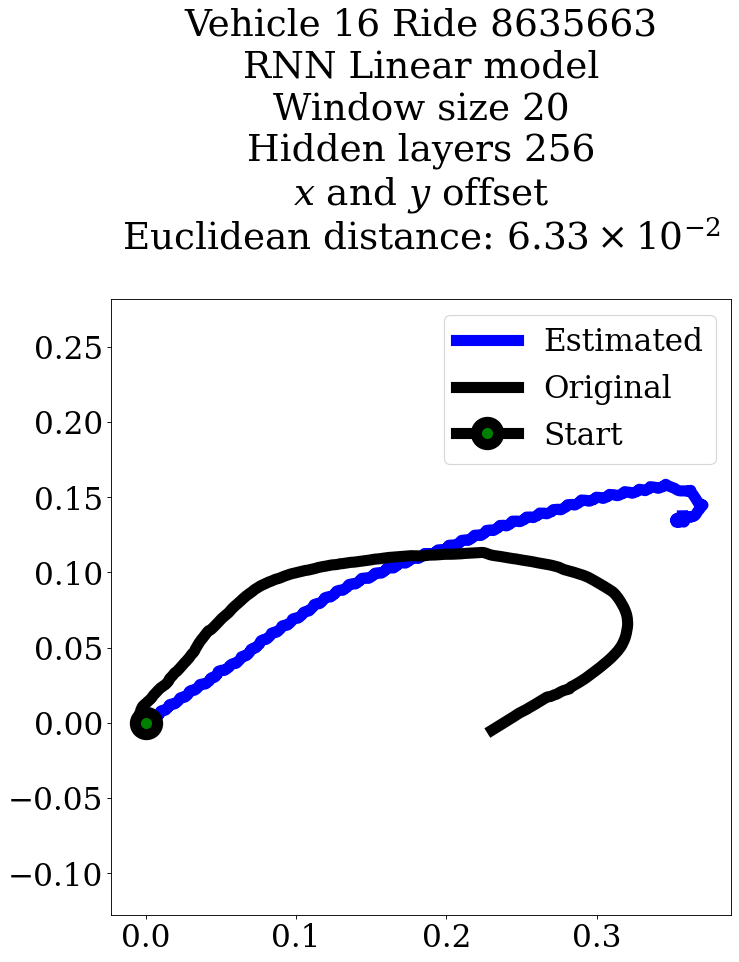 Vehicle 16 Ride 8635663
RNN Linear model
Window size 20
Hidden layers 256
x and y offset
Euclidean distance: 6.33 × 10⁻²
Estimated
Original
Start
0.25
0.20
0.15
0.10
0.05
0.00
−0.05
−0.10
0.0 0.1 0.2 0.3